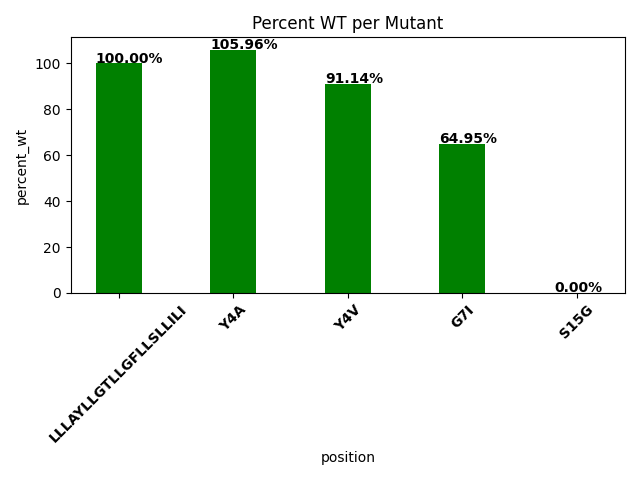 Percent WT per Mutant
100.00%
105.96%
91.14%
64.95%
0.00%
percent_wt
100
80
60
40
20
0
LLLAYLLGTLLGFLLSLLILI
Y4A
Y4V
G7I
S15G
position